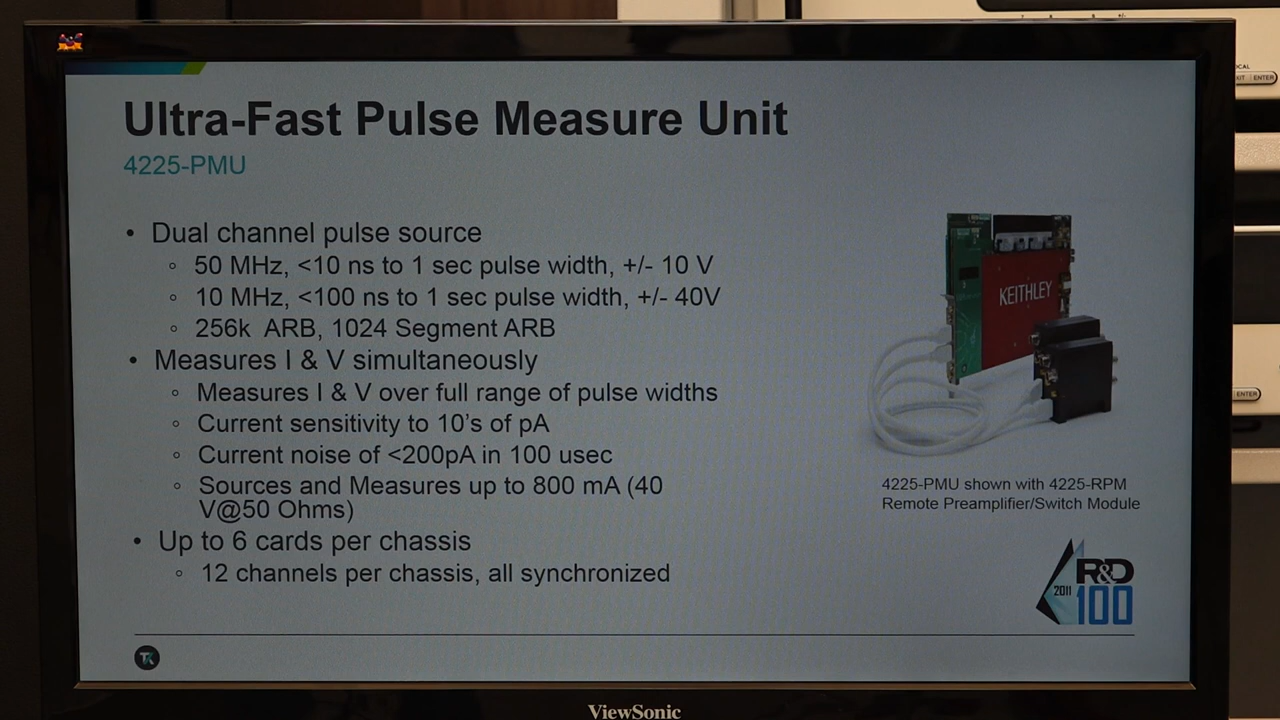 Ultra-Fast Pulse Measure Unit
4225-PMU
• Dual channel pulse source
◦ 50 MHz, <10 ns to 1 sec pulse width, +/- 10 V
◦ 10 MHz, <100 ns to 1 sec pulse width, +/- 40V
◦ 256k ARB, 1024 Segment ARB
• Measures I & V simultaneously
◦ Measures I & V over full range of pulse widths
◦ Current sensitivity to 10's of pA
◦ Current noise of <200pA in 100 usec
◦ Sources and Measures up to 800 mA (40
V@50 Ohms)
• Up to 6 cards per chassis
◦ 12 channels per chassis, all synchronized
KEITHLEY
4225-PMU shown with 4225-RPM
Remote Preamplifier/Switch Module
2011 R&D
100
TK
ViewSonic
ENTER
ENTER